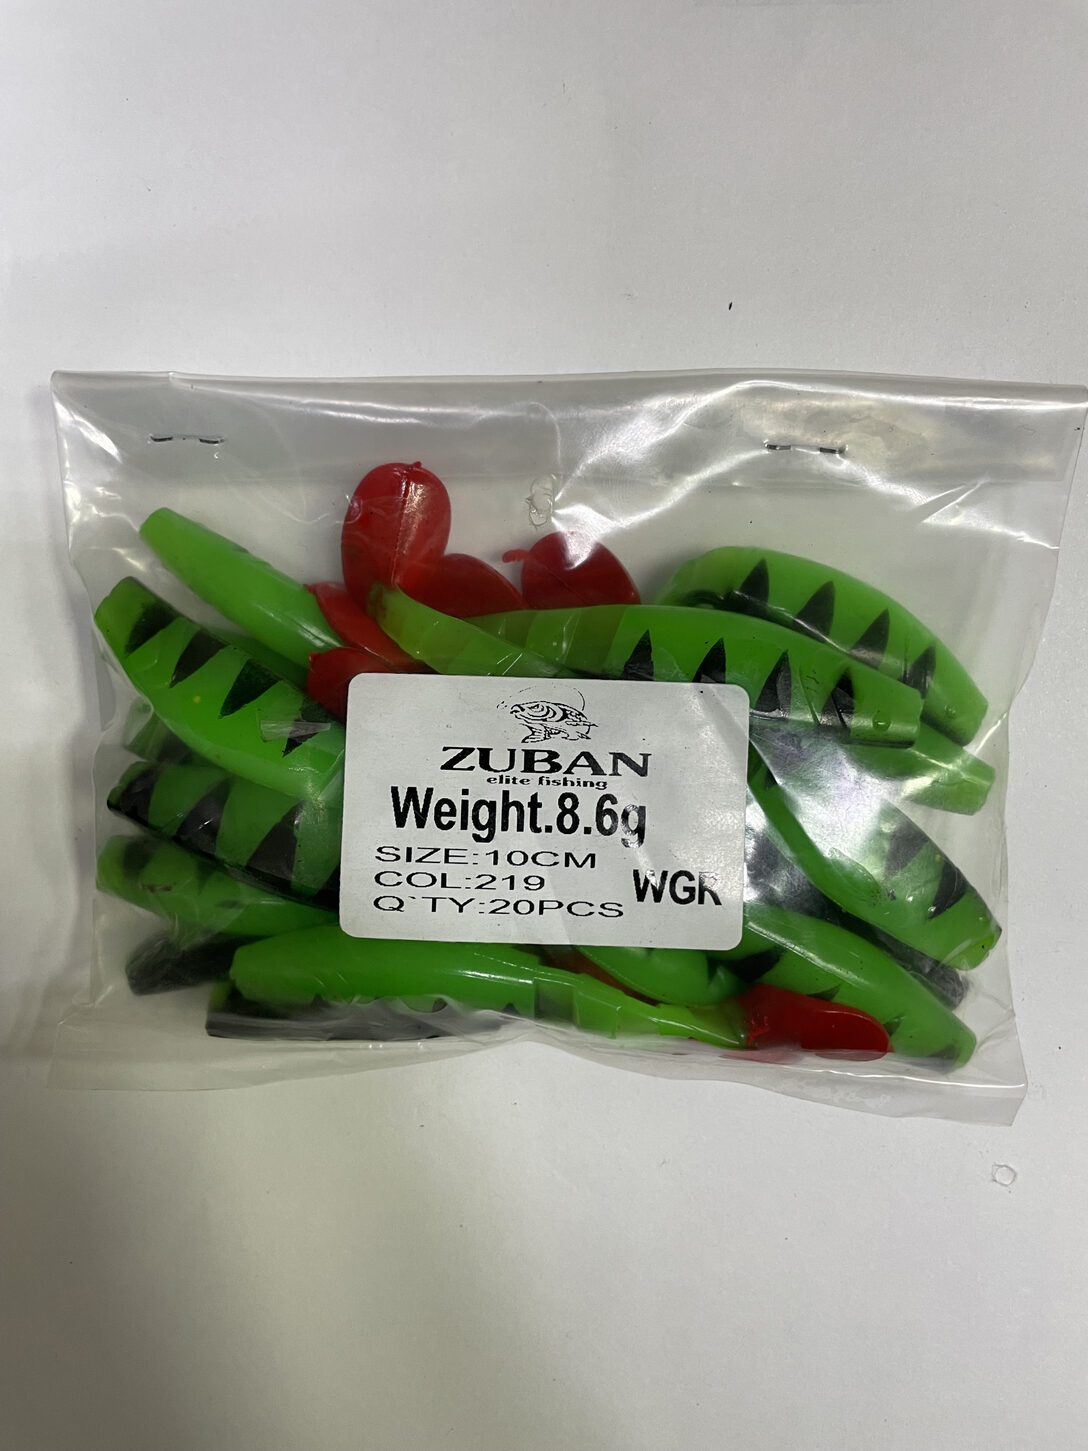 ZUBAN
elite fishing
Weight.8.6g
SIZE:10CM
COL:219
WGR
Q`TY:20PCS